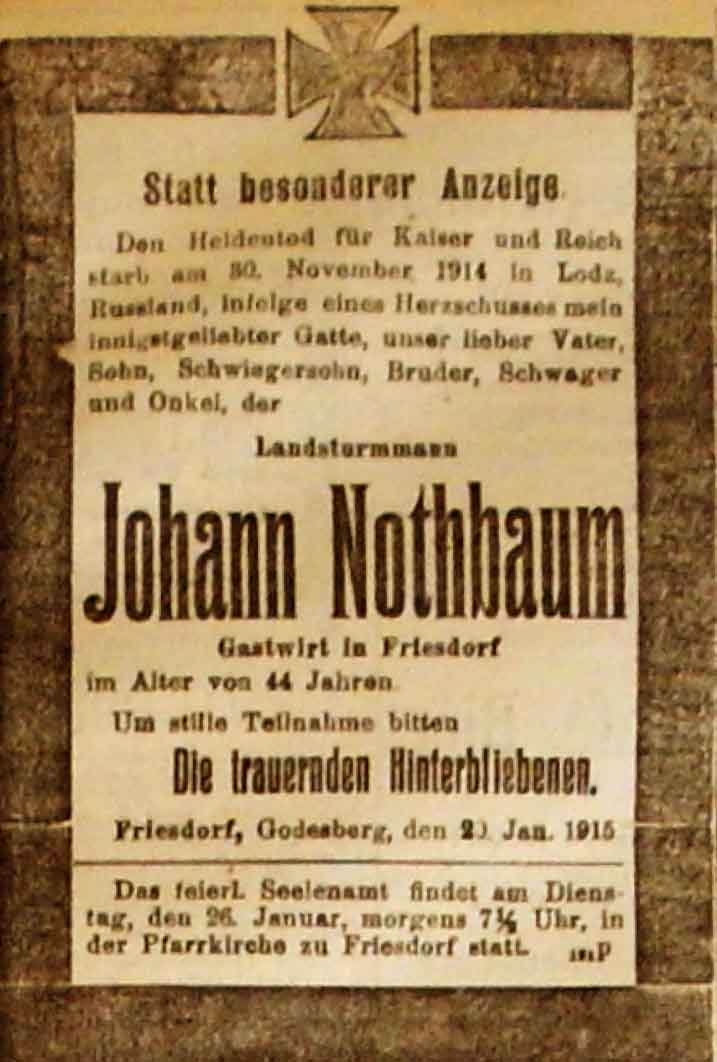 Statt besonderer Anzeige.
Den Heldentod für Kaiser und Reich
starb am 30. November 1914 in Lodz,
Russland, infolge eines Herzschusses mein
innigstgeliebter Gatte, unser lieber Vater,
Sohn, Schwiegersohn, Bruder, Schwager
und Onkel, der
Landsturmmann
Johann Nothbaum
Gastwirt in Friesdorf
im Alter von 44 Jahren.
Um stille Teilnahme bitten
Die trauernden Hinterbliebenen.
Friesdorf, Godesberg, den Jan. 1915
Das feierl. Seelenamt findet am Diens-
tag, den 26. Januar, morgens Uhr, in
der Pfarrkirche zu Friesdorf statt.